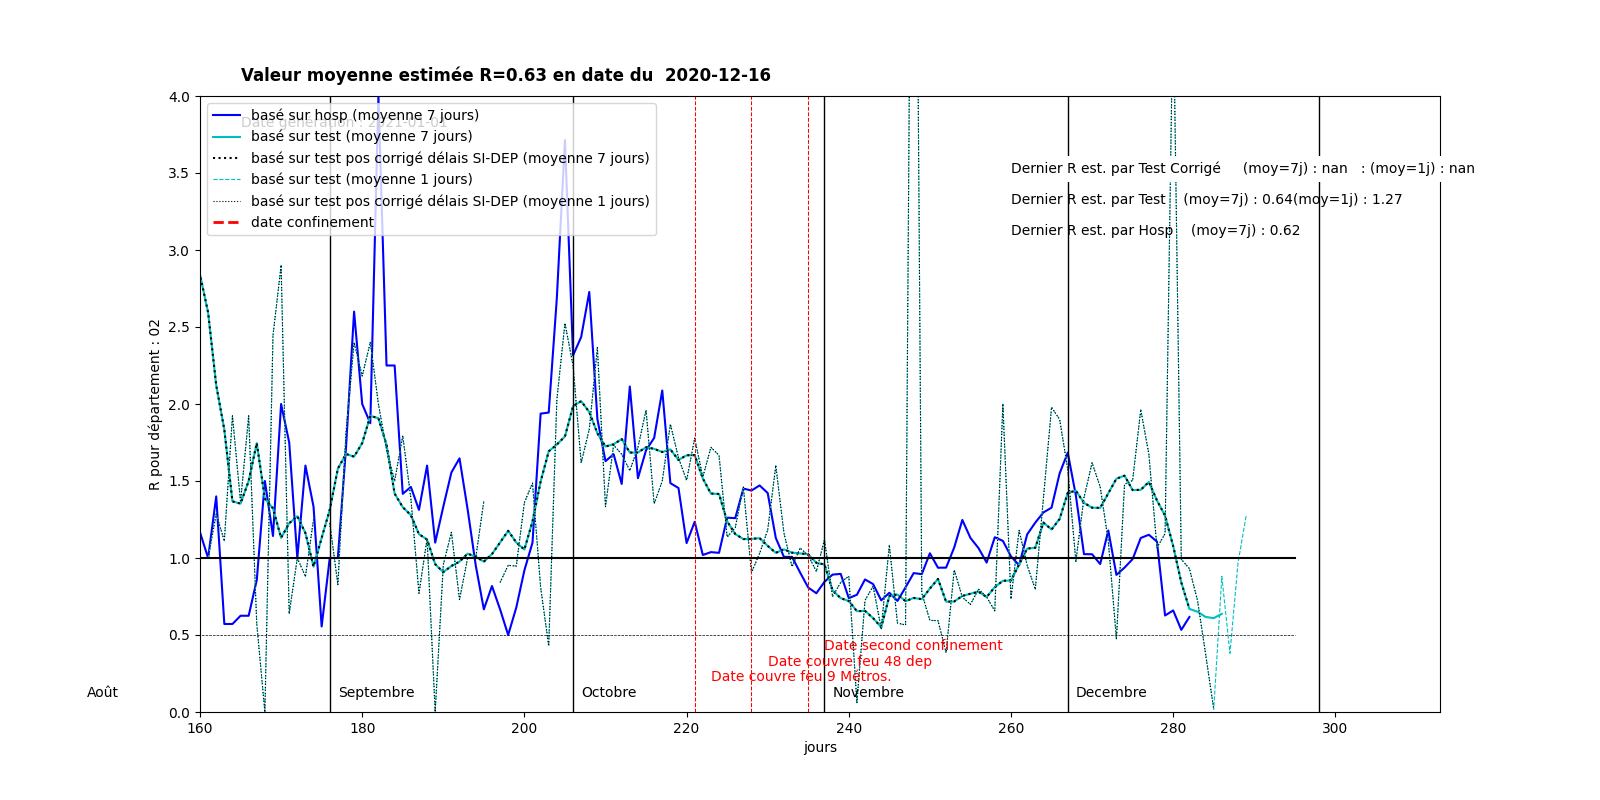 Valeur moyenne estimée R=0.63 en date du  2020-12-16
Date génération : 2021-01-01
basé sur hosp (moyenne 7 jours)
basé sur test (moyenne 7 jours)
basé sur test pos corrigé délais SI-DEP (moyenne 7 jours)
basé sur test (moyenne 1 jours)
basé sur test pos corrigé délais SI-DEP (moyenne 1 jours)
date confinement
Dernier R est. par Test Corrigé     (moy=7j) : nan   : (moy=1j) : nan
Dernier R est. par Test    (moy=7j) : 0.64(moy=1j) : 1.27
Dernier R est. par Hosp    (moy=7j) : 0.62
R pour département : 02
4.0
3.5
3.0
2.5
2.0
1.5
1.0
0.5
0.0
Date second confinement
Date couvre feu 48 dep
Date couvre feu 9 Métros.
Août
Septembre
Octobre
Novembre
Decembre
160
180
200
220
240
260
280
300
jours